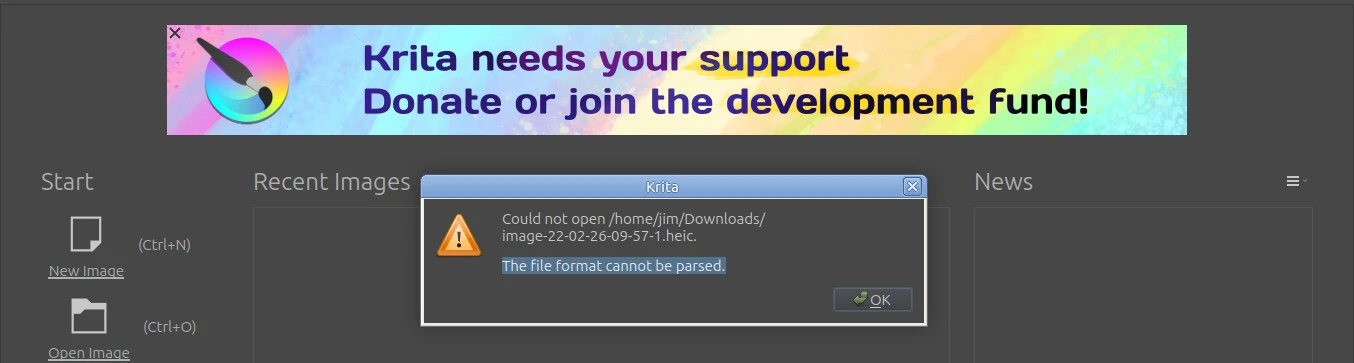 Krita needs your support
Donate or join the development fund!
Start
Recent Images
News
Krita
Could not open /home/jim/Downloads/
image-22-02-26-09-57-1.heic.
The file format cannot be parsed.
OK
(Ctrl+N)
New Image
(Ctrl+O)
Open Image